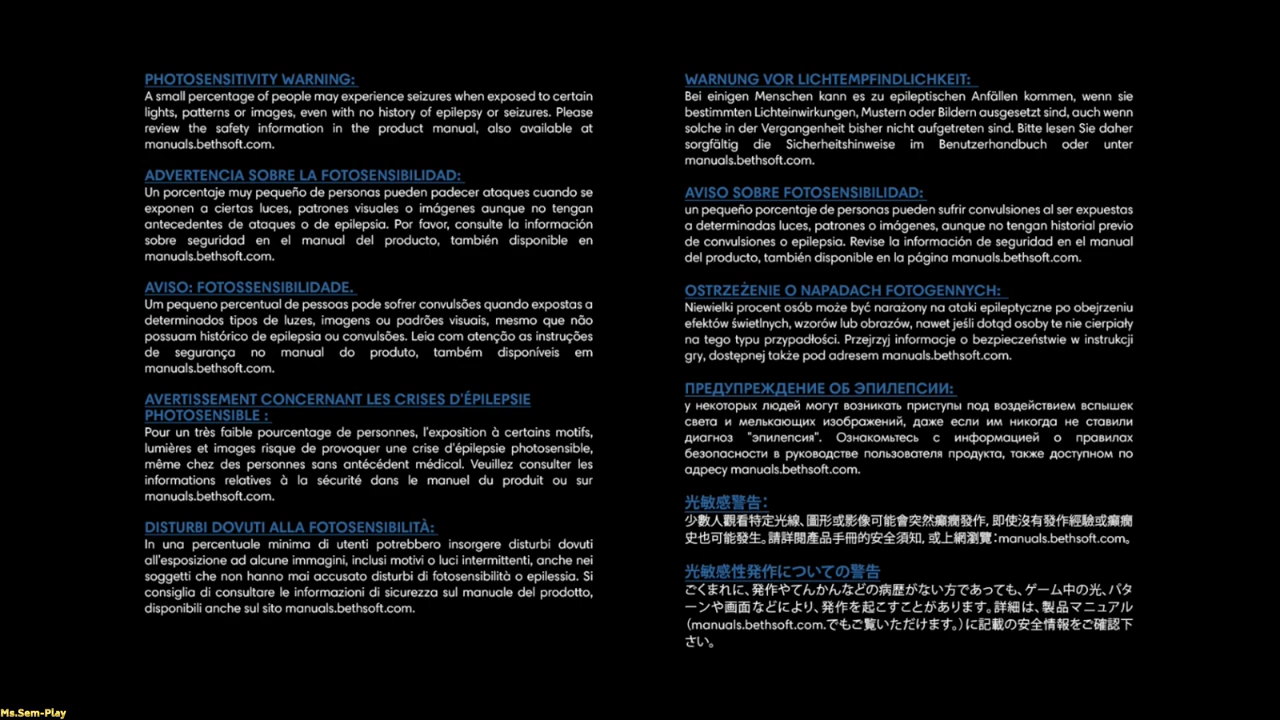 PHOTOSENSITIVITY WARNING:
A small percentage of people may experience seizures when exposed to certain
lights, patterns or images, even with no history of epilepsy or seizures. Please
review the safety information in the product manual, also available at
manuals.bethsoft.com.
ADVERTENCIA SOBRE LA FOTOSENSIBILIDAD:
Un porcentaje muy pequeño de personas pueden padecer ataques cuando se
exponen a ciertas luces, patrones visuales o imágenes aunque no tengan
antecedentes de ataques o de epilepsia. Por favor, consulte la información
sobre seguridad en el manual del producto, también disponible en
manuals.bethsoft.com.
AVISO: FOTOSSENSIBILIDADE.
Um pequeno percentual de pessoas pode sofrer convulsões quando expostas a
determinados tipos de luzes, imagens ou padrões visuais, mesmo que não
possuam histórico de epilepsia ou convulsões. Leia com atenção as instruções
de segurança no manual do produto, também disponíveis em
manuals.bethsoft.com.
AVERTISSEMENT CONCERNANT LES CRISES D'ÉPILEPSIE
PHOTOSENSIBLE :
Pour un très faible pourcentage de personnes, l'exposition à certains motifs,
lumières et images risque de provoquer une crise d'épilepsie photosensible,
même chez des personnes sans antécédent médical. Veuillez consulter les
informations relatives à la sécurité dans le manuel du produit ou sur
manuals.bethsoft.com.
DISTURBI DOVUTI ALLA FOTOSENSIBILITÀ:
In una percentuale minima di utenti potrebbero insorgere disturbi dovuti
all'esposizione ad alcune immagini, inclusi motivi o luci intermittenti, anche nei
soggetti che non hanno mai accusato disturbi di fotosensibilità o epilessia. Si
consiglia di consultare le informazioni di sicurezza sul manuale del prodotto,
disponibili anche sul sito manuals.bethsoft.com.
WARNUNG VOR LICHTEMPFINDLICHKEIT:
Bei einigen Menschen kann es zu epileptischen Anfällen kommen, wenn sie
bestimmten Lichteinwirkungen, Mustern oder Bildern ausgesetzt sind, auch wenn
solche in der Vergangenheit bisher nicht aufgetreten sind. Bitte lesen Sie daher
sorgfältig die Sicherheitshinweise im Benutzerhandbuch oder unter
manuals.bethsoft.com.
AVISO SOBRE FOTOSENSIBILIDAD:
un pequeño porcentaje de personas pueden sufrir convulsiones al ser expuestas
a determinadas luces, patrones o imágenes, aunque no tengan historial previo
de convulsiones o epilepsia. Revise la información de seguridad en el manual
del producto, también disponible en la página manuals.bethsoft.com.
OSTRZEŻENIE O NAPADACH FOTOGENNYCH:
Niewielki procent osób może być narażony na ataki epileptyczne po obejrzeniu
efektów świetlnych, wzorów lub obrazów, nawet jeśli dotąd osoby te nie cierpiały
na tego typu przypadłości. Przejrzyj informacje o bezpieczeństwie w instrukcji
gry, dostępnej także pod adresem manuals.bethsoft.com.
ПРЕДУПРЕЖДЕНИЕ ОБ ЭПИЛЕПСИИ:
у некоторых людей могут возникать приступы под воздействием вспышек
света и мелькающих изображений, даже если им никогда не ставили
диагноз "эпилепсия". Ознакомьтесь с информацией о правилах
безопасности в руководстве пользователя продукта, также доступном по
адресу manuals.bethsoft.com.
光敏感警告：
少數人觀看特定光線、圖形或影像可能會突然癲癇發作，即使沒有發作經驗或癲癇
史也可能發生。請詳閱產品手冊的安全須知，或上網瀏覽：manuals.bethsoft.com。
光敏感性発作についての警告
ごくまれに、発作やてんかんなどの病歴がない方であっても、ゲーム中の光、パタ
ーンや画面などにより、発作を起こすことがあります。詳細は、製品マニュアル
（manuals.bethsoft.com.でもご覧いただけます。）に記載の安全情報をご確認下
さい。
Ms.Sem-Play